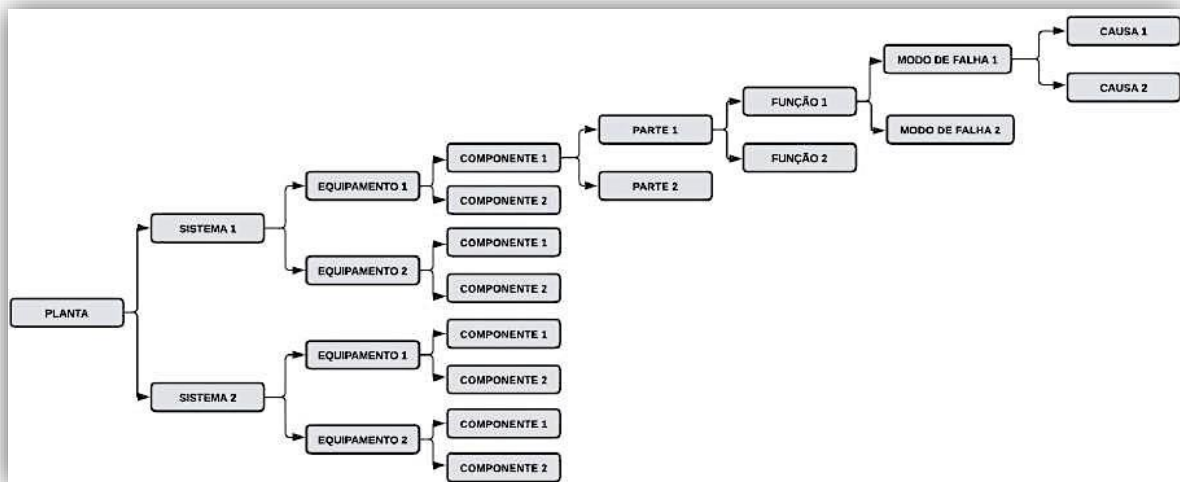 CAUSA 1
MODO DE FALHA 1
CAUSA 2
FUNÇÃO 1
PARTE 1
MODO DE FALHA 2
COMPONENTE 1
FUNÇÃO 2
EQUIPAMENTO 1
PARTE 2
COMPONENTE 2
SISTEMA 1
COMPONENTE 1
EQUIPAMENTO 2
COMPONENTE 2
PLANTA
COMPONENTE 1
EQUIPAMENTO 1
COMPONENTE 2
SISTEMA 2
COMPONENTE 1
EQUIPAMENTO 2
COMPONENTE 2